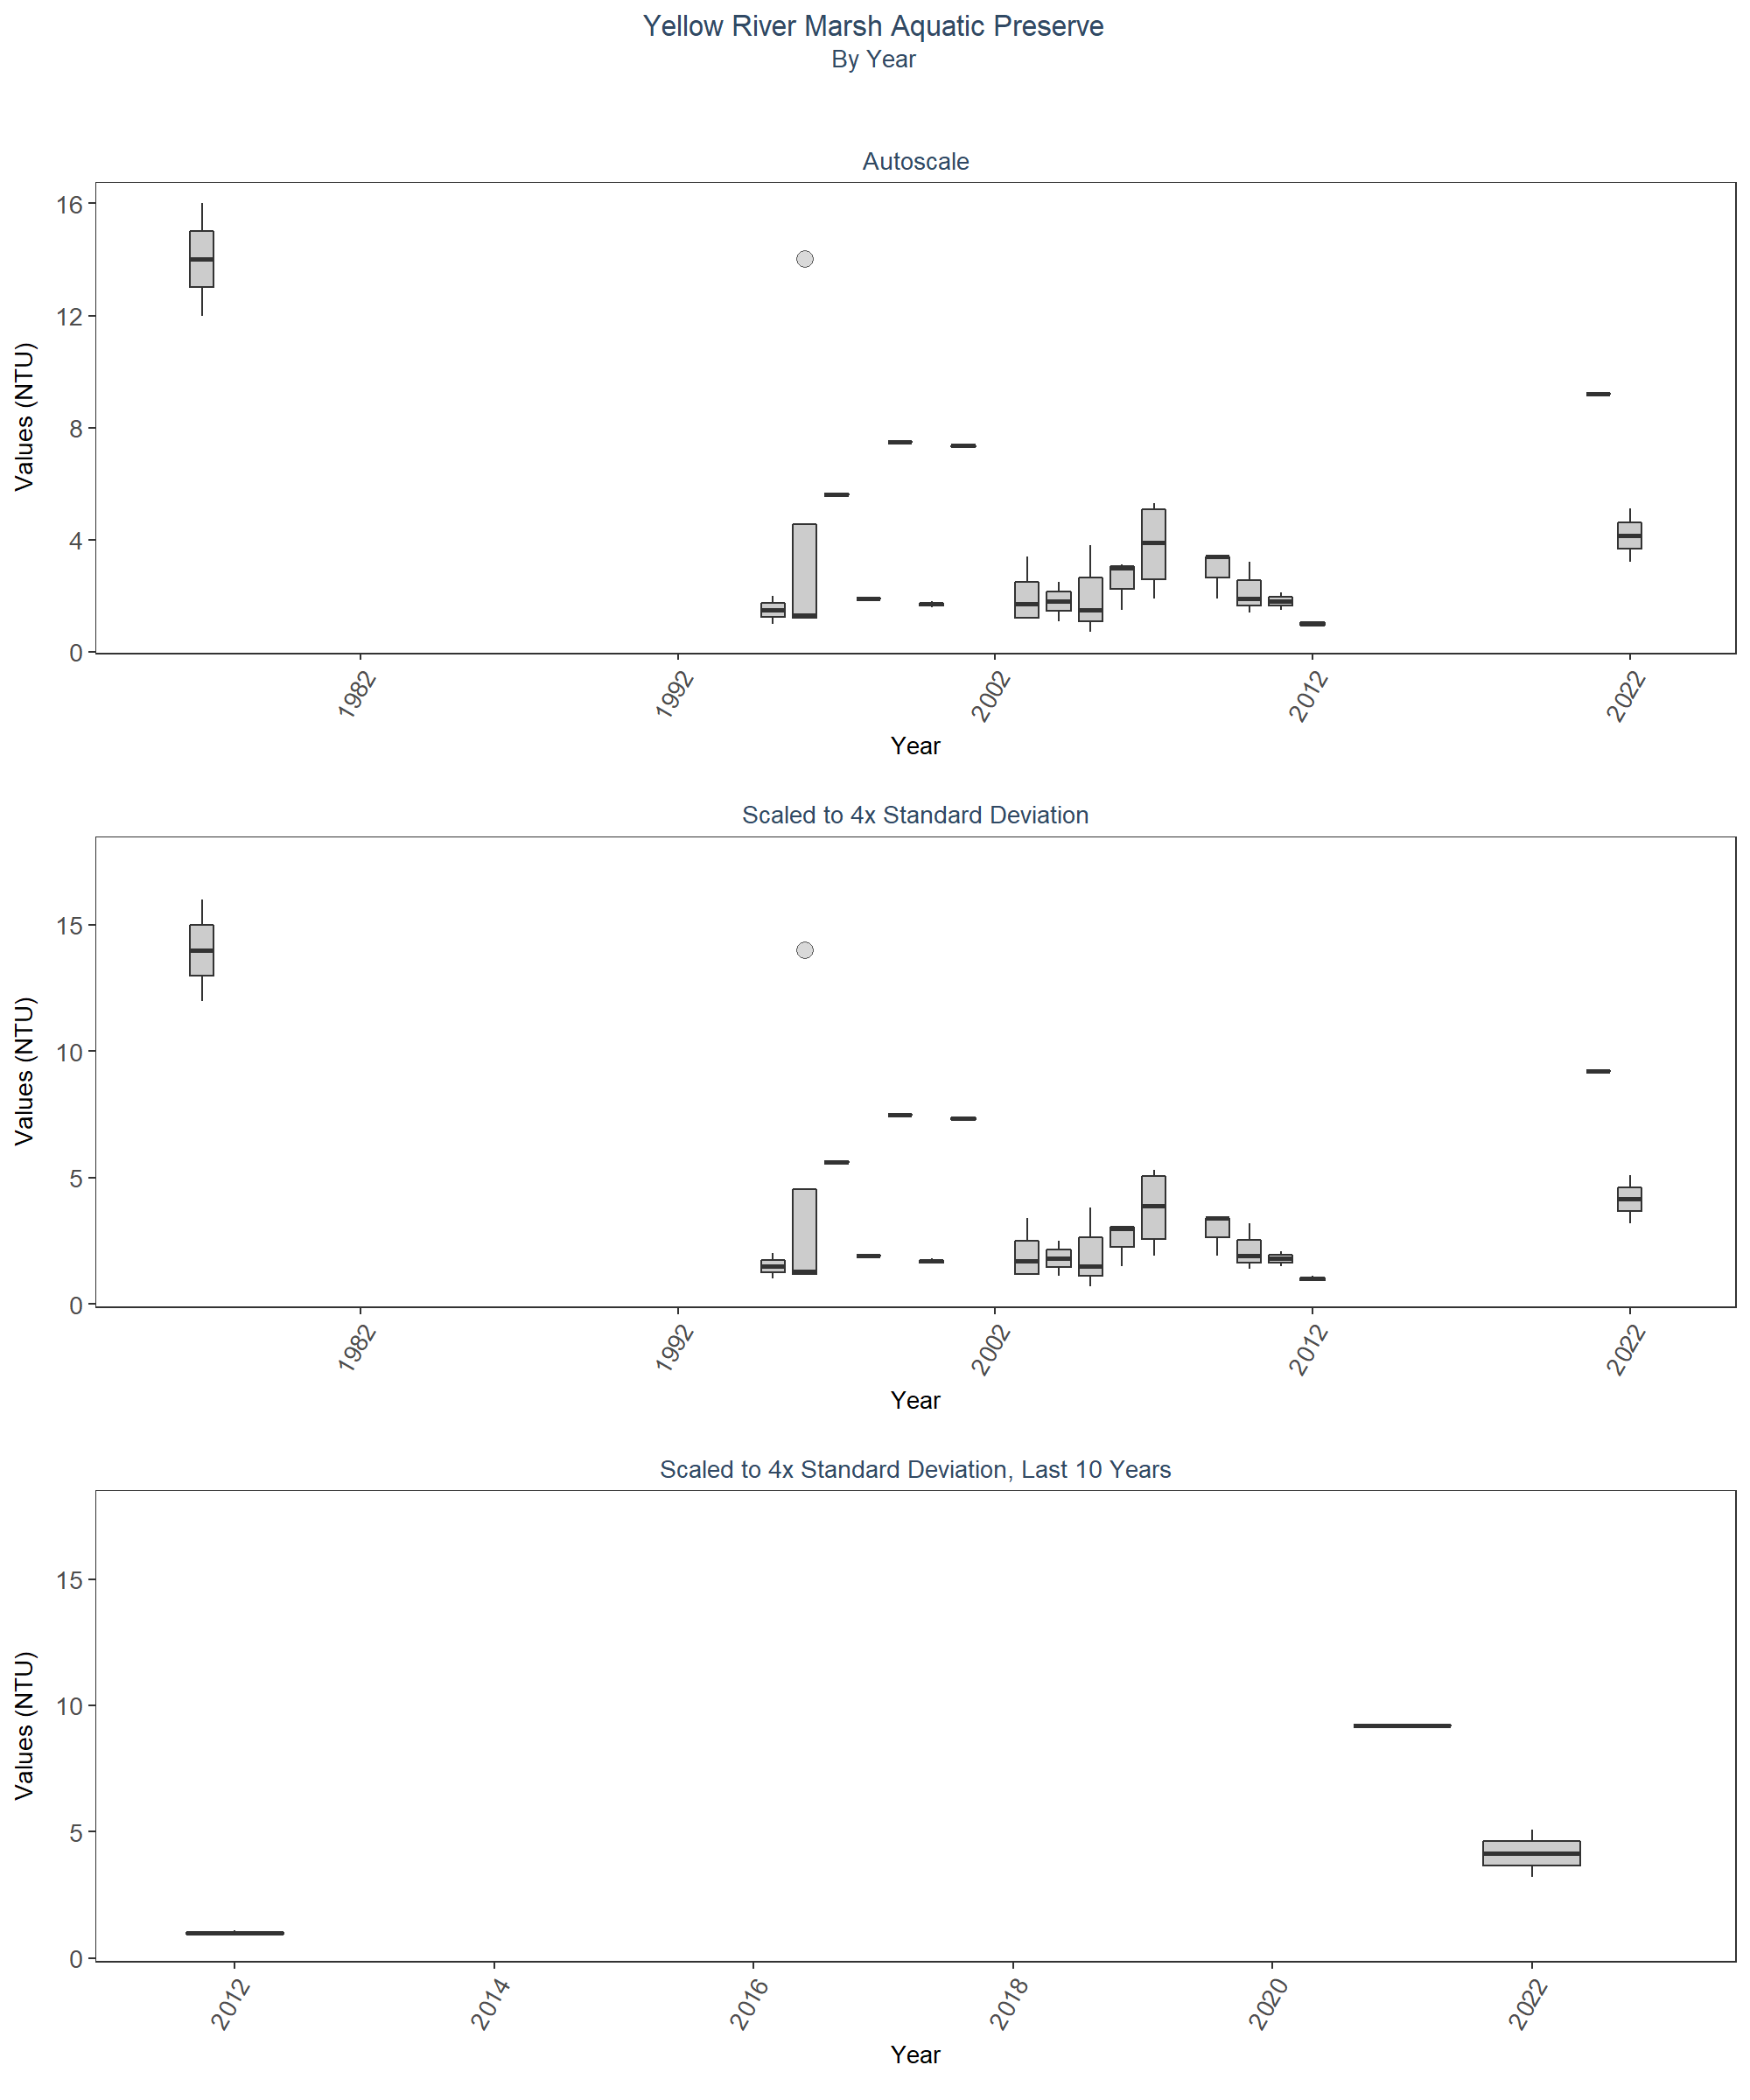 Yellow River Marsh Aquatic Preserve
By Year
Autoscale
16
12
8
4
0
Values (NTU)
1982
1992
2002
2012
2022
Year
Scaled to 4x Standard Deviation
15
10
5
0
Values (NTU)
1982
1992
2002
2012
2022
Year
Scaled to 4x Standard Deviation, Last 10 Years
15
10
5
0
Values (NTU)
2012
2014
2016
2018
2020
2022
Year